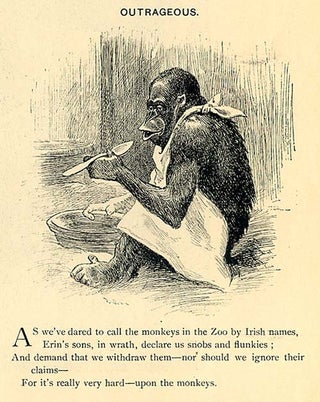 OUTRAGEOUS.
AS we've dared to call the monkeys in the Zoo by Irish names,
Erin's sons, in wrath, declare us snobs and flunkies ;
And demand that we withdraw them—nor should we ignore their
claims—
For it's really very hard—upon the monkeys.